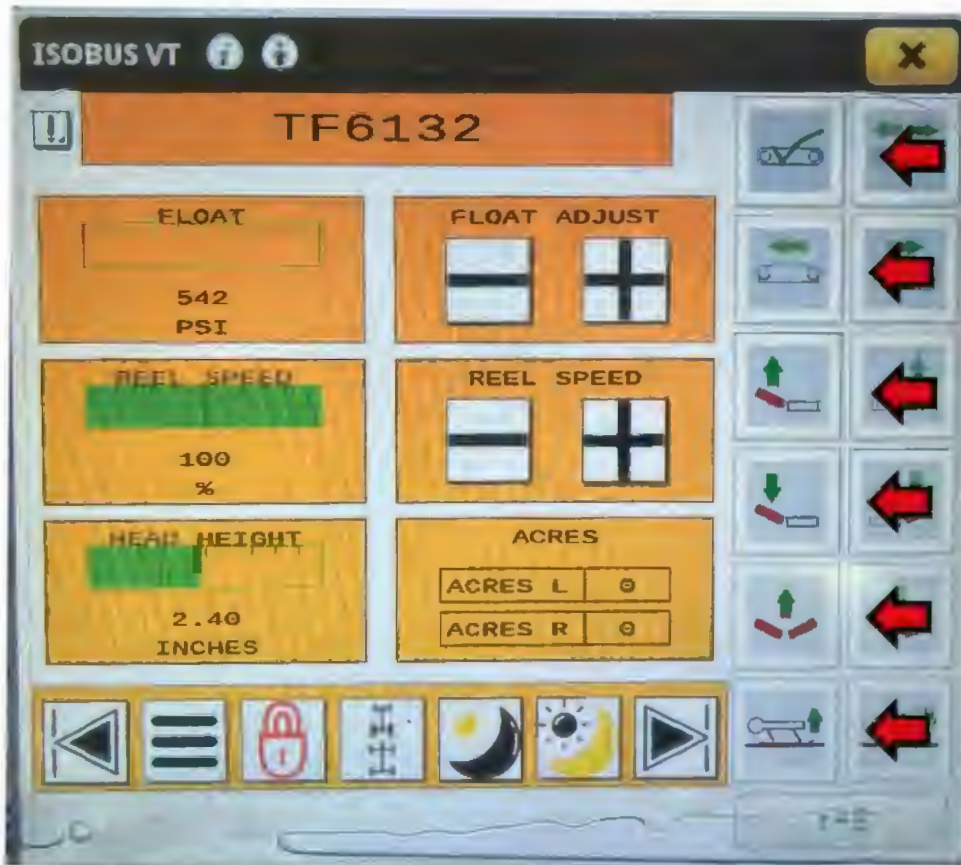 ISOBUS VT
TF6132
FLOAT
542
PSI
FLOAT ADJUST
REEL SPEED
100
%
REEL SPEED
HEAD HEIGHT
2.40
INCHES
ACRES
ACRES L 0
ACRES R 0